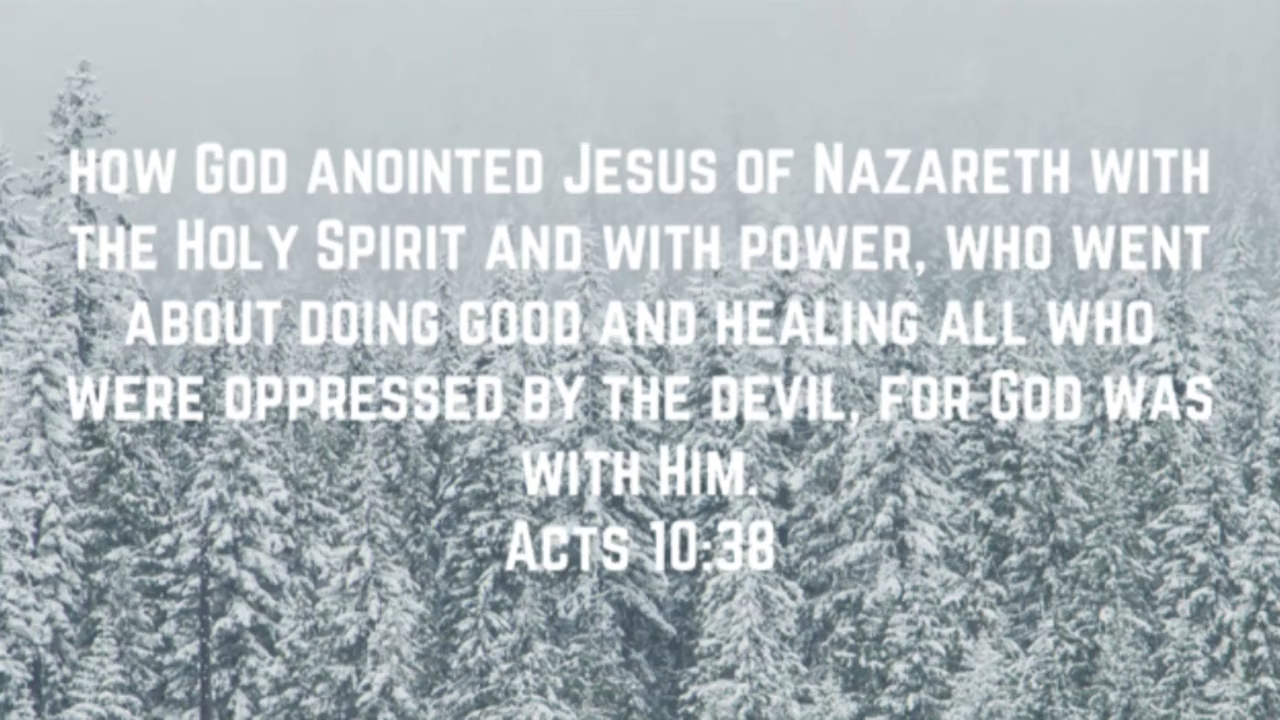 how God anointed Jesus of Nazareth with
the Holy Spirit and with power, who went
about doing good and healing all who
were oppressed by the devil, for God was
with Him.
Acts 10:38